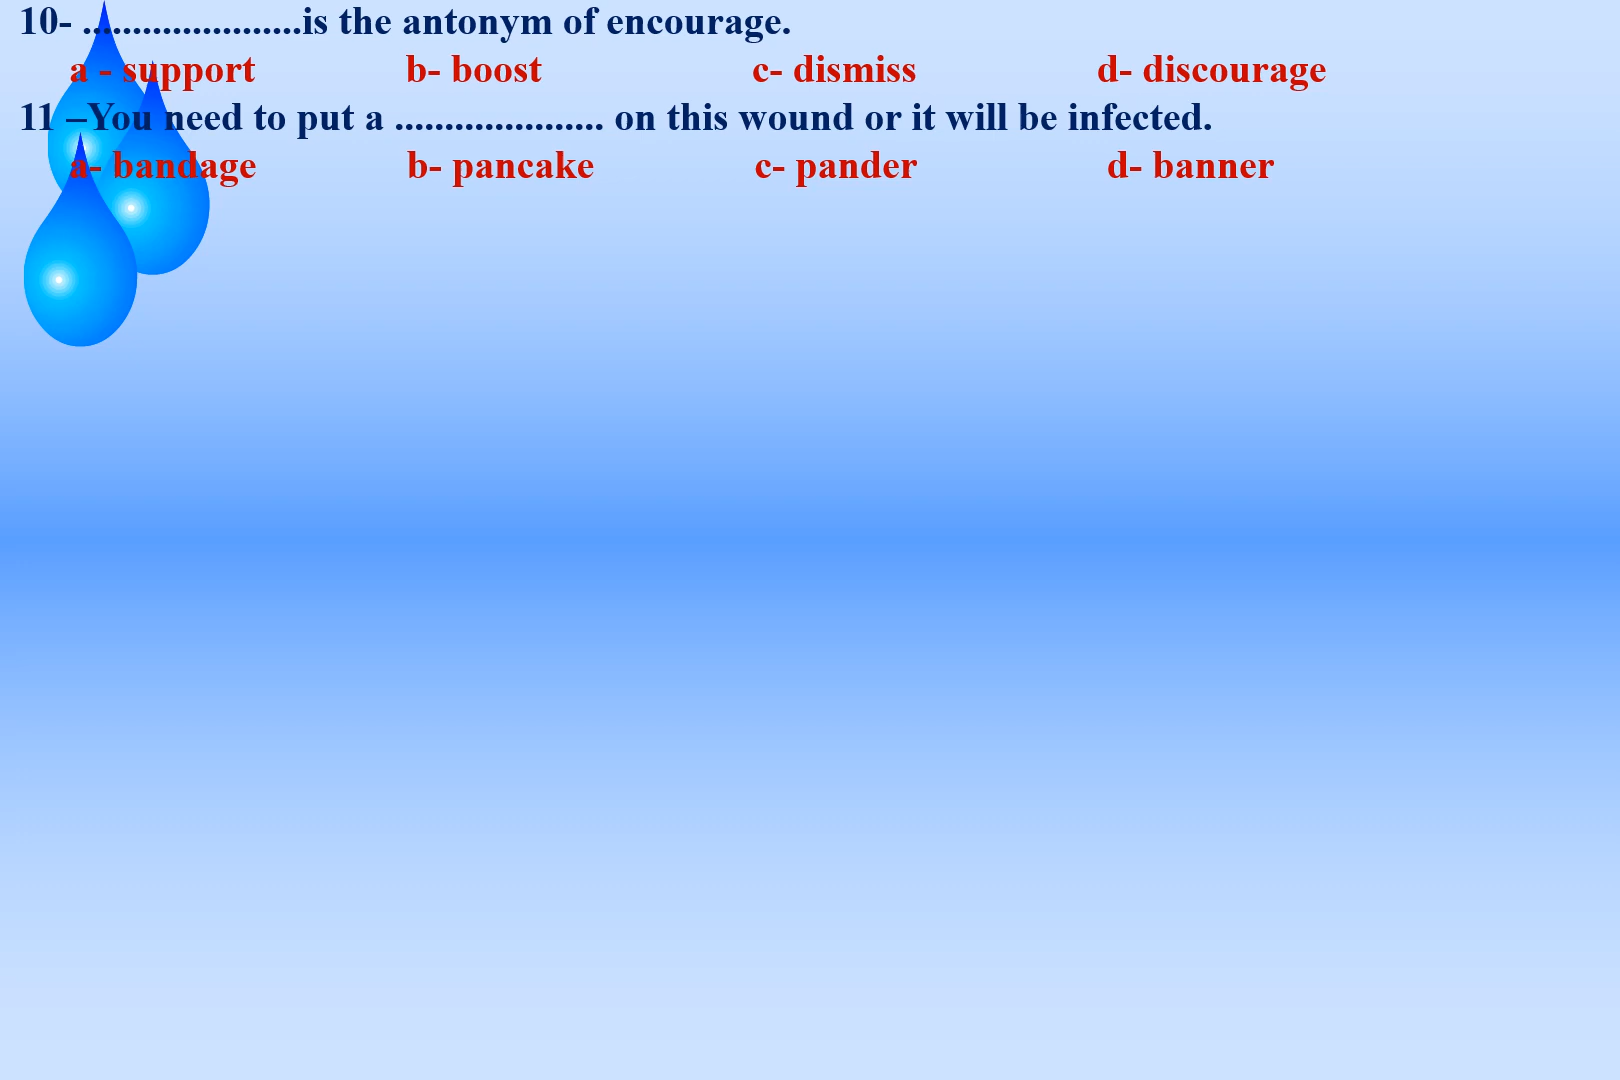 10- ......................is the antonym of encourage.
a - support b- boost c- dismiss d- discourage
11 –You need to put a ..................... on this wound or it will be infected.
a- bandage b- pancake c- pander d- banner